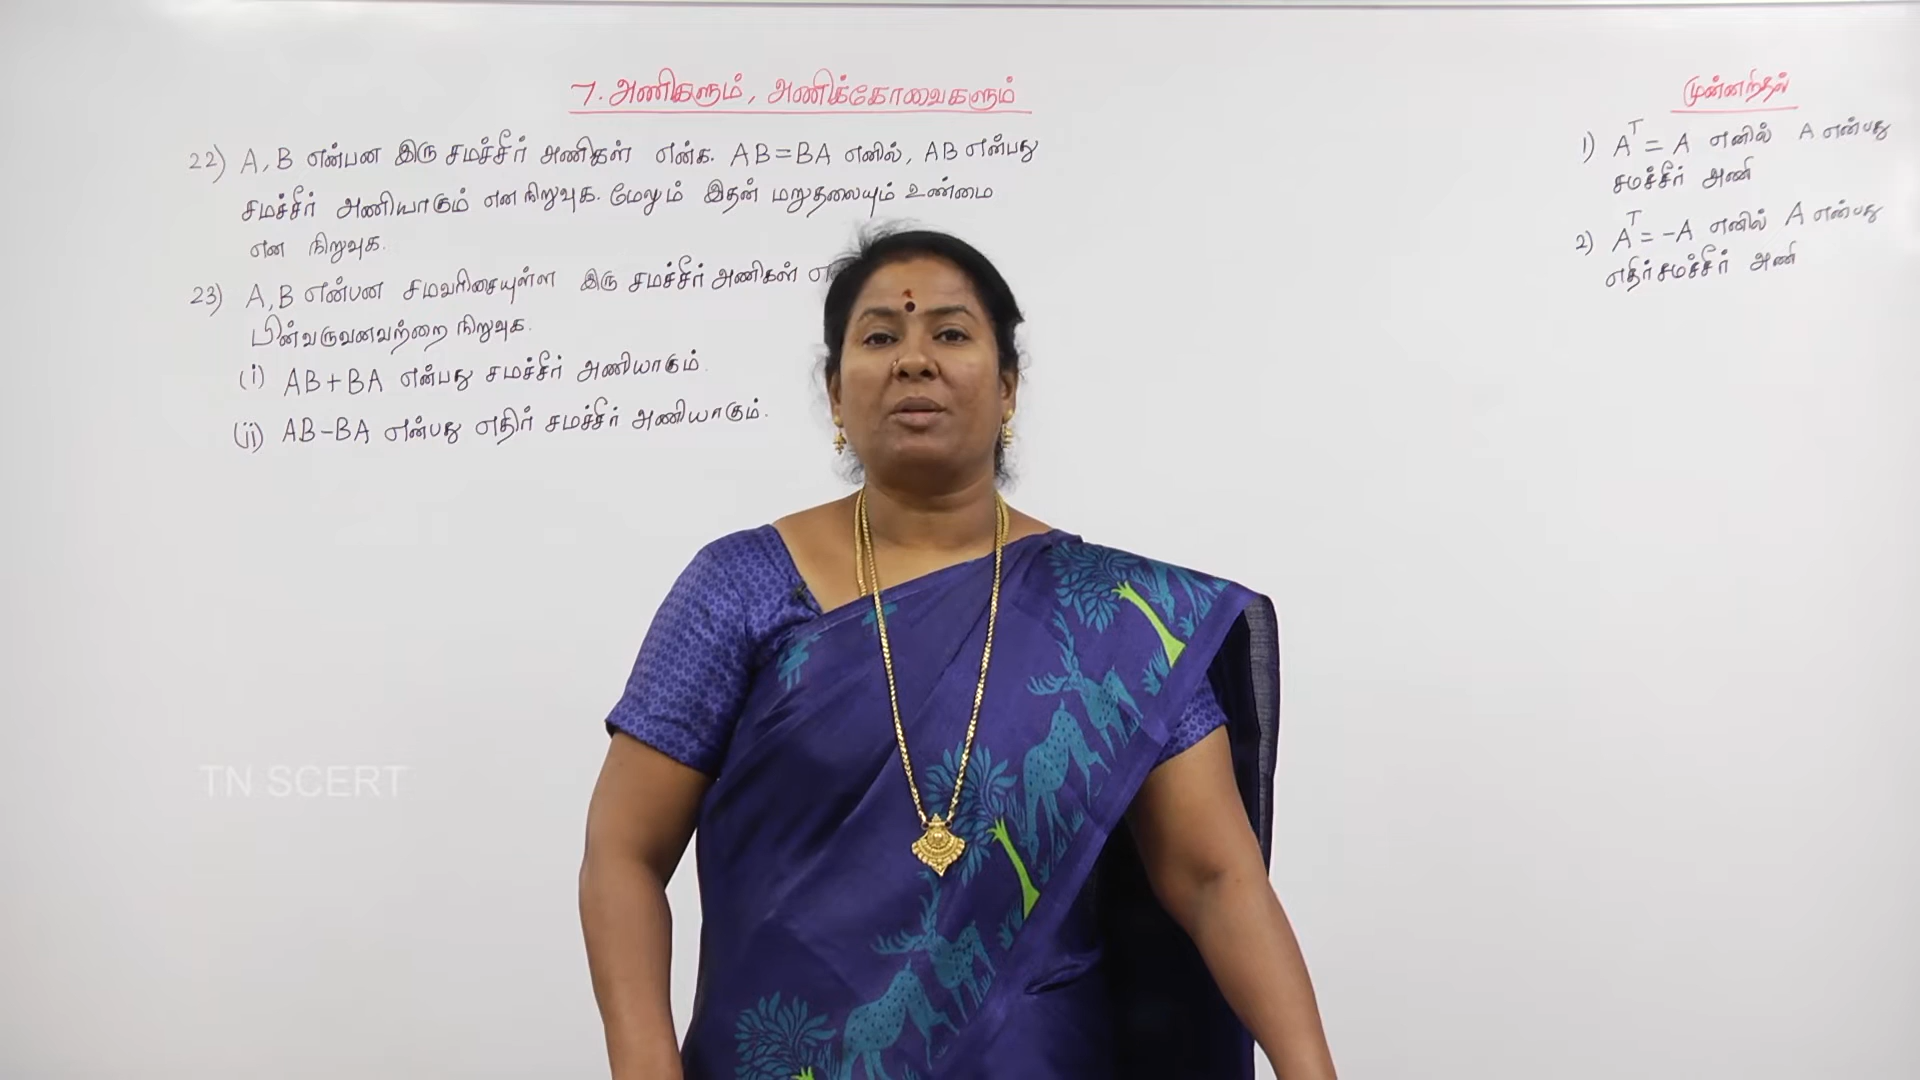 7. அணிகளும், அணிக்கோவைகளும்
22) A, B என்பன இரு சமச்சீர் அணிகள் என்க. AB=BA எனில், AB என்பது
சமச்சீர் அணியாகும் என நிறுவுக. மேலும் இதன் மறுதலையும் உண்மை
என நிறுவுக.
23) A, B என்பன சமவரிசையுள்ள இரு சமச்சீர் அணிகள்
பின்வருவனவற்றை நிறுவுக.
(i) AB+BA என்பது சமச்சீர் அணியாகும்.
(ii) AB-BA என்பது எதிர் சமச்சீர் அணியாகும்.
முன்னறிதல்
1) Aᵀ = A எனில் A என்பது
சமச்சீர் அணி
2) Aᵀ = -A எனில் A என்பது
எதிர்சமச்சீர் அணி
TN SCERT